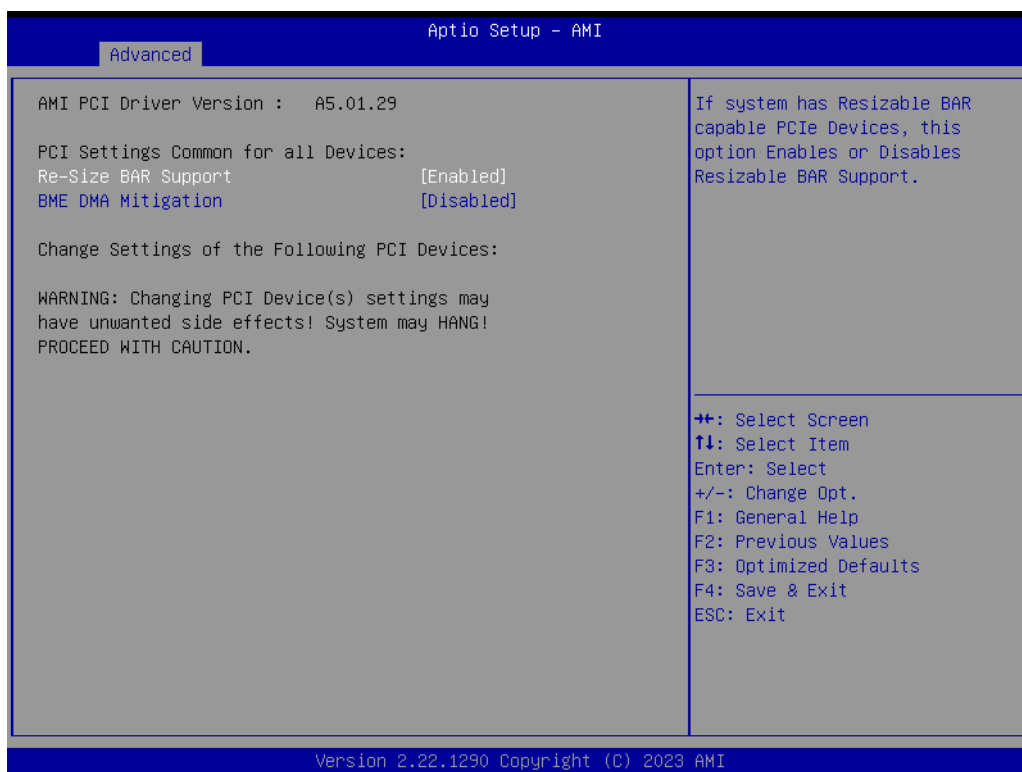 Aptio Setup - AMI
Advanced
AMI PCI Driver Version : A5.01.29
PCI Settings Common for all Devices:
Re-Size BAR Support [Enabled]
BME DMA Mitigation [Disabled]
Change Settings of the Following PCI Devices:
WARNING: Changing PCI Device(s) settings may
have unwanted side effects! System may HANG!
PROCEED WITH CAUTION.
If system has Resizable BAR
capable PCIe Devices, this
option Enables or Disables
Resizable BAR Support.
→←: Select Screen
↑↓: Select Item
Enter: Select
+/-: Change Opt.
F1: General Help
F2: Previous Values
F3: Optimized Defaults
F4: Save & Exit
ESC: Exit
Version 2.22.1290 Copyright (C) 2023 AMI